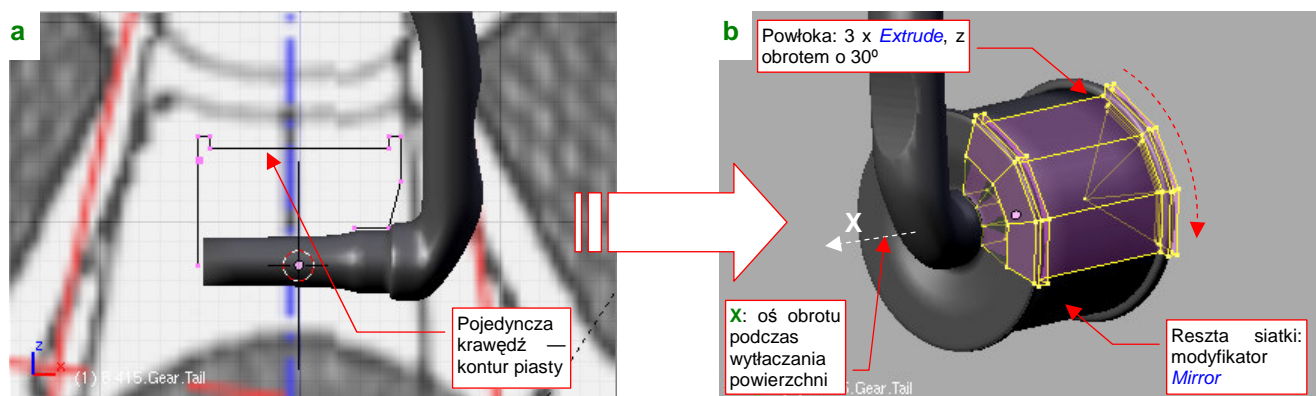 a
Pojedyncza
krawędź —
kontur piasty
z
x
(1) B.415.Gear.Tail
b
Powłoka: 3 x Extrude, z
obrotem o 30º
X
X: oś obrotu
podczas
wytłaczania
powierzchni
Reszta siatki:
modyfikator
Mirror
5.Gear.Tail